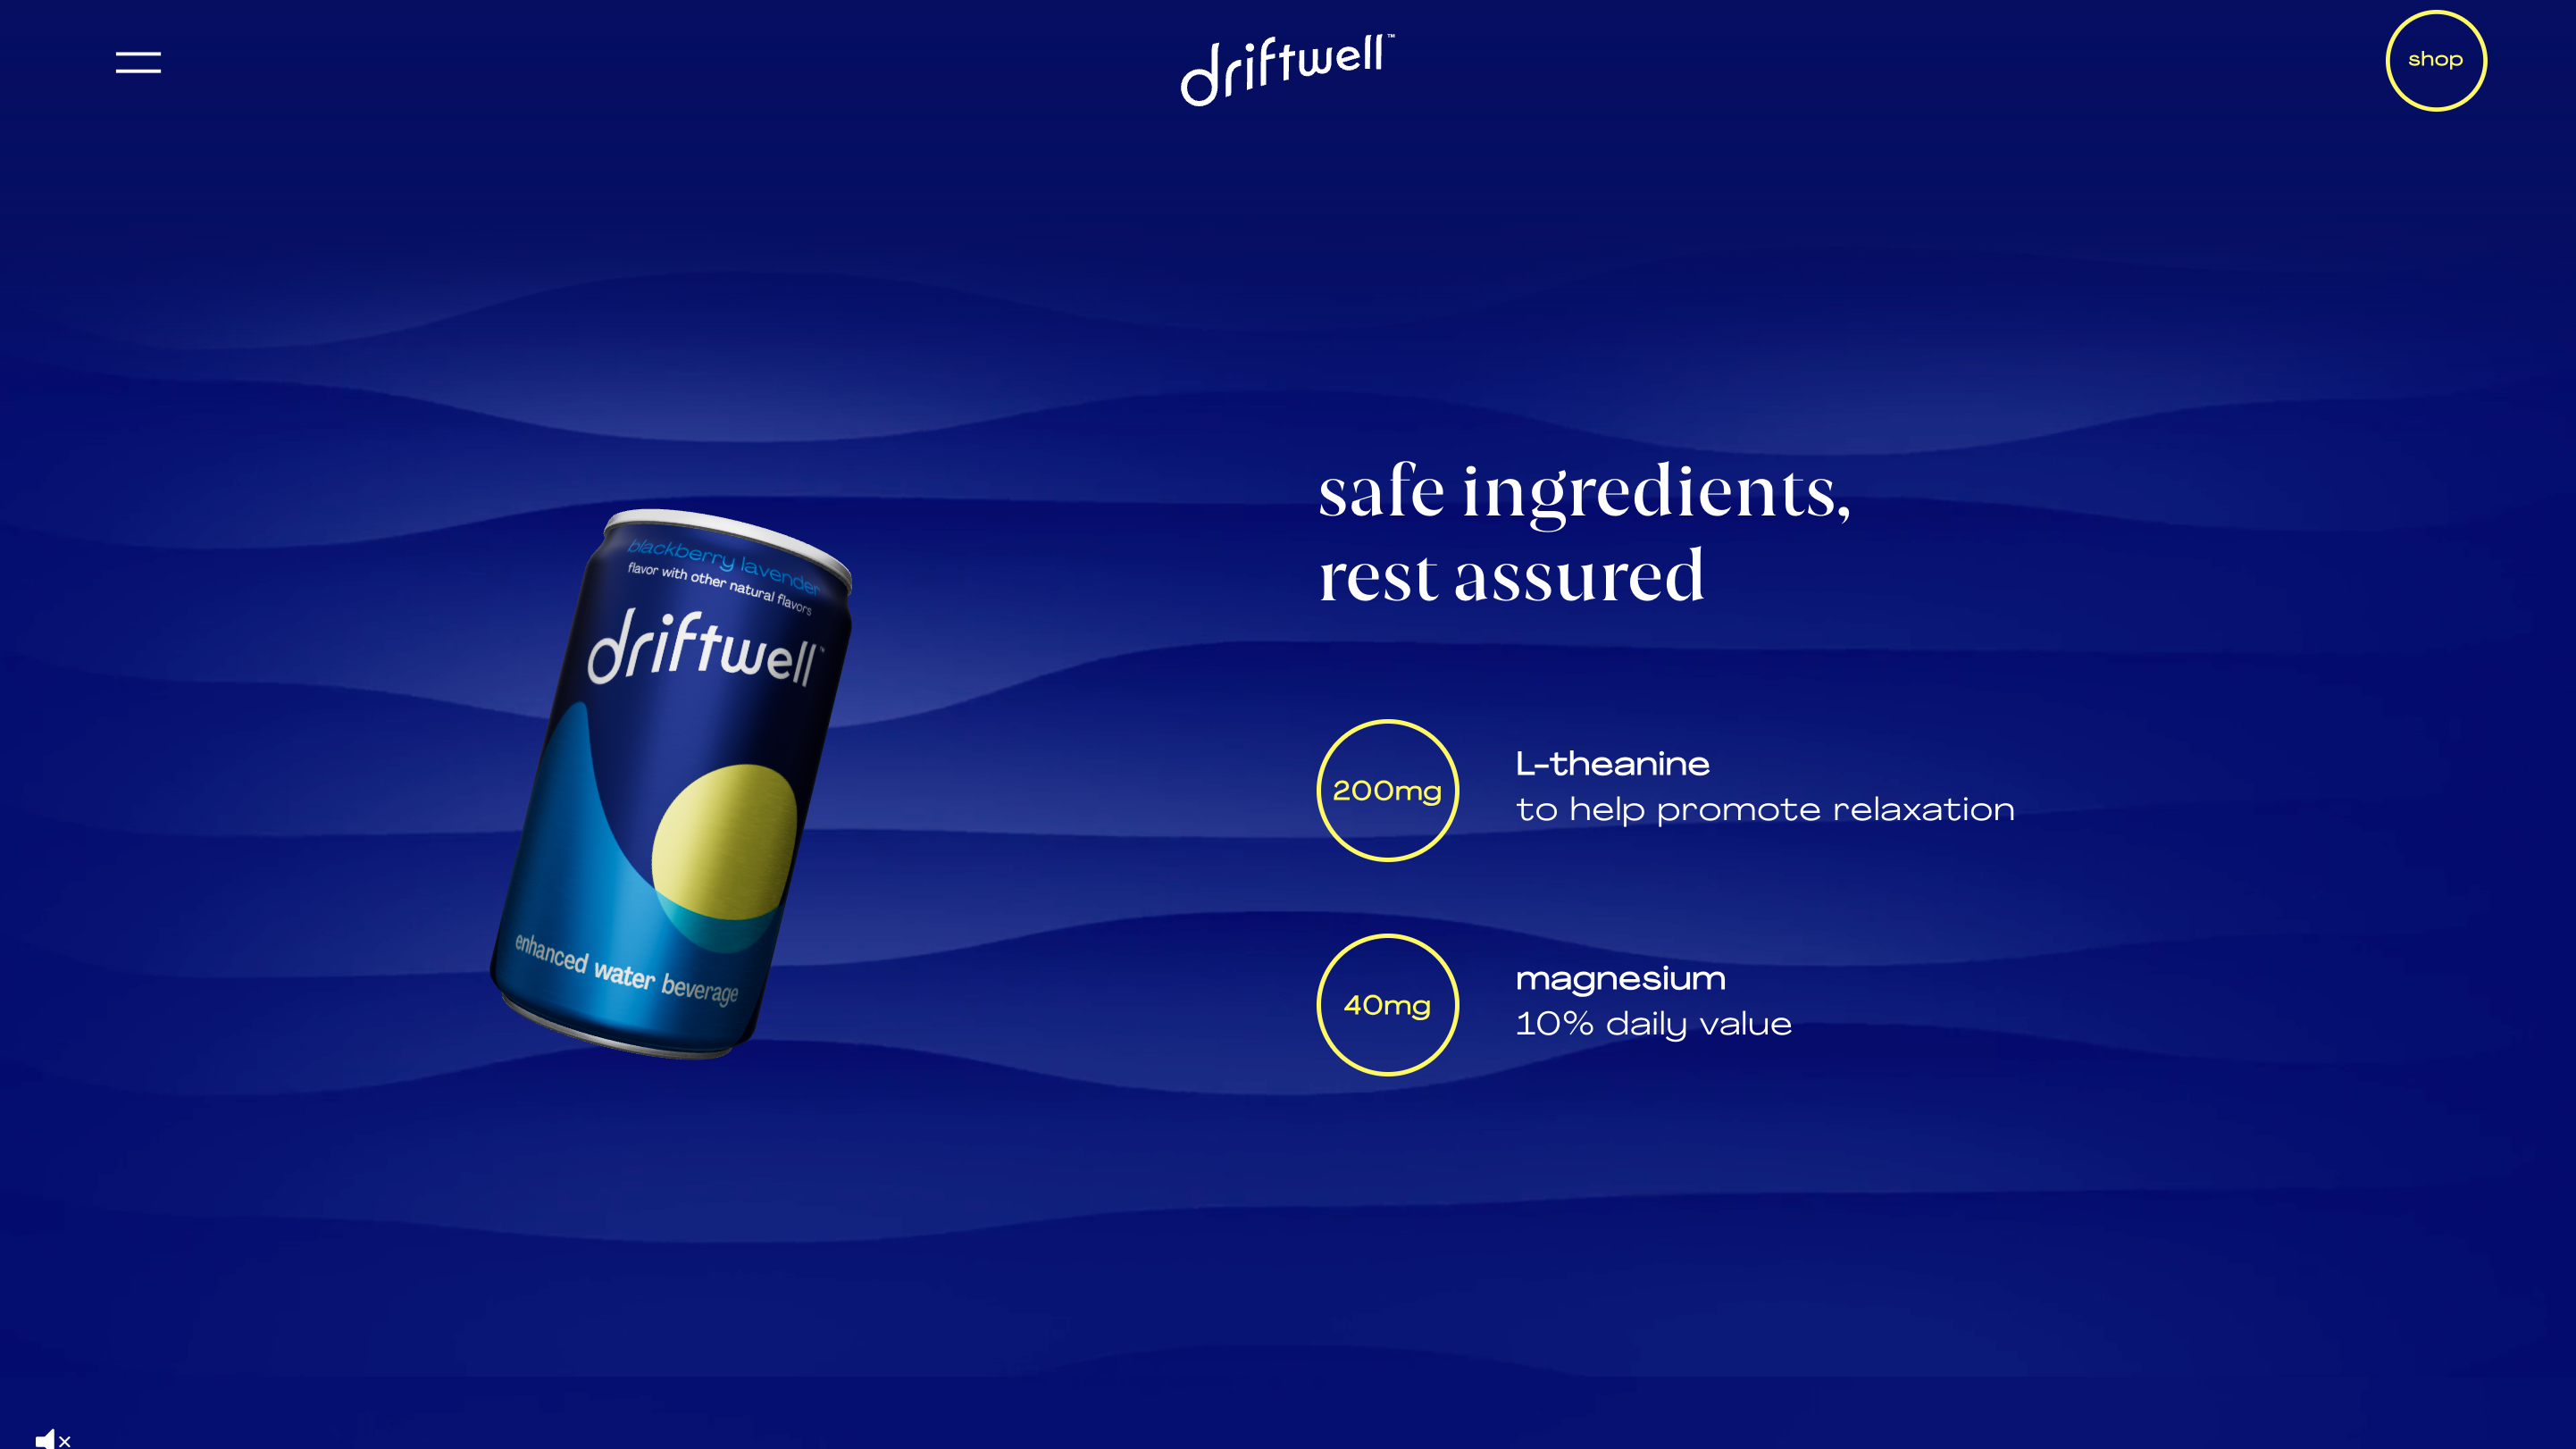 driftwell™
shop
safe ingredients,
rest assured
blackberry lavender
flavor with other natural flavors
driftwell™
enhanced water beverage
200mg
L-theanine
to help promote relaxation
40mg
magnesium
10% daily value